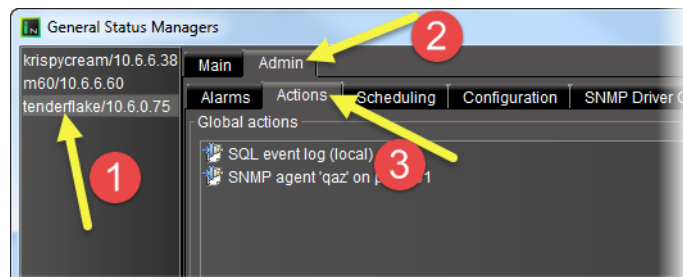 General Status Managers
2
krispycream/10.6.6.38
m60/10.6.6.60
tenderflake/10.6.0.75
Main Admin
Alarms Actions Scheduling Configuration SNMP Driver
Global actions
SQL event log (local)
SNMP agent 'qaz' on
1
3